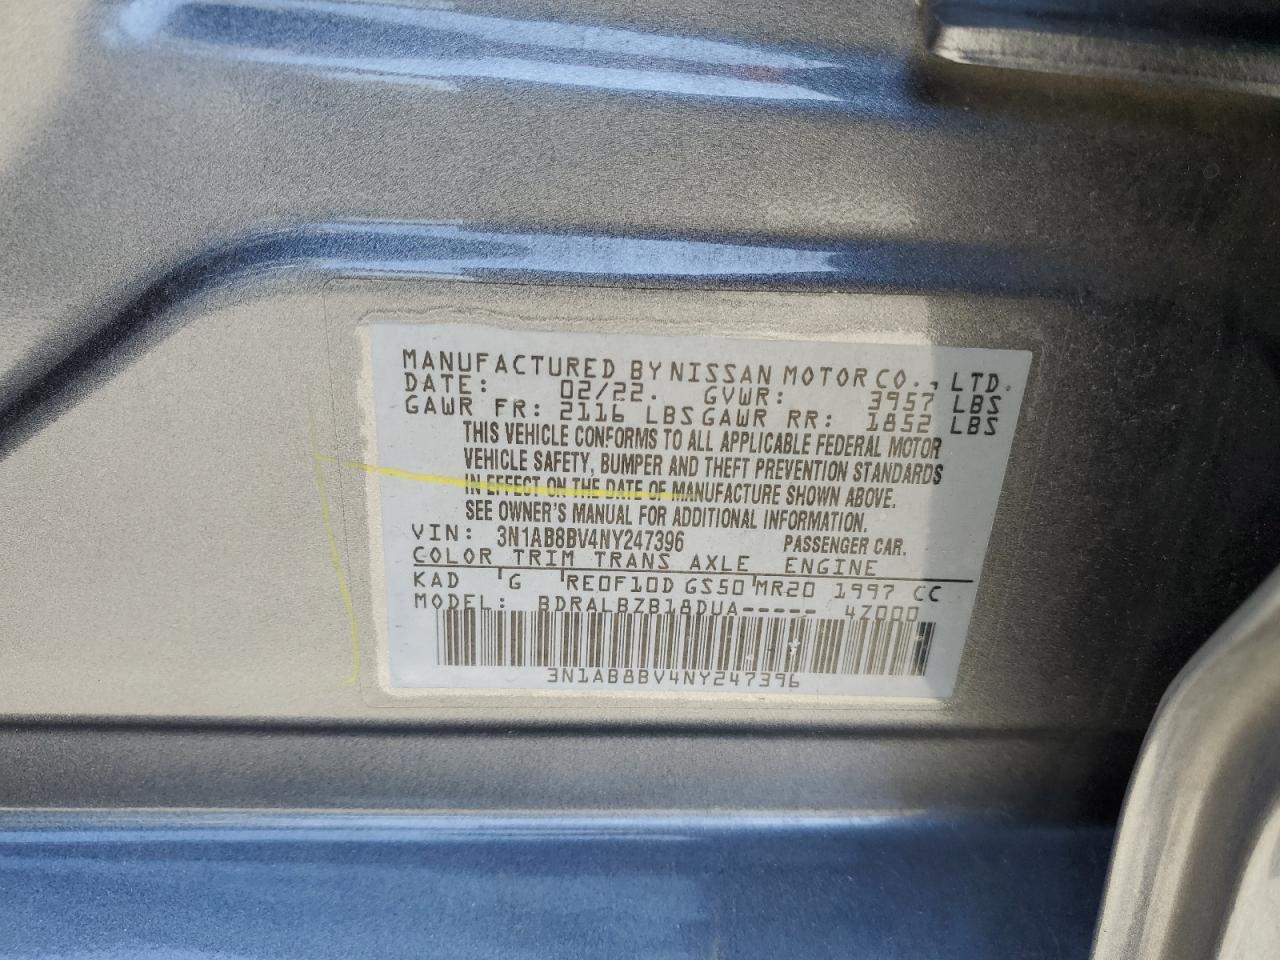 MANUFACTURED BY NISSAN MOTOR CO., LTD.
DATE: 02/22. GVWR: 3957 LBS
GAWR FR: 2116 LBS GAWR RR: 1852 LBS
THIS VEHICLE CONFORMS TO ALL APPLICABLE FEDERAL MOTOR
VEHICLE SAFETY, BUMPER AND THEFT PREVENTION STANDARDS
IN EFFECT ON THE DATE OF MANUFACTURE SHOWN ABOVE.
SEE OWNER'S MANUAL FOR ADDITIONAL INFORMATION.
VIN: 3N1AB8BV4NY247396 PASSENGER CAR.
COLOR TRIM TRANS AXLE ENGINE
KAD G RE0F10D GS50 MR20 1997 CC
MODEL: BDRALBZB18DUA----- 4Z000
3N1AB8BV4NY247396